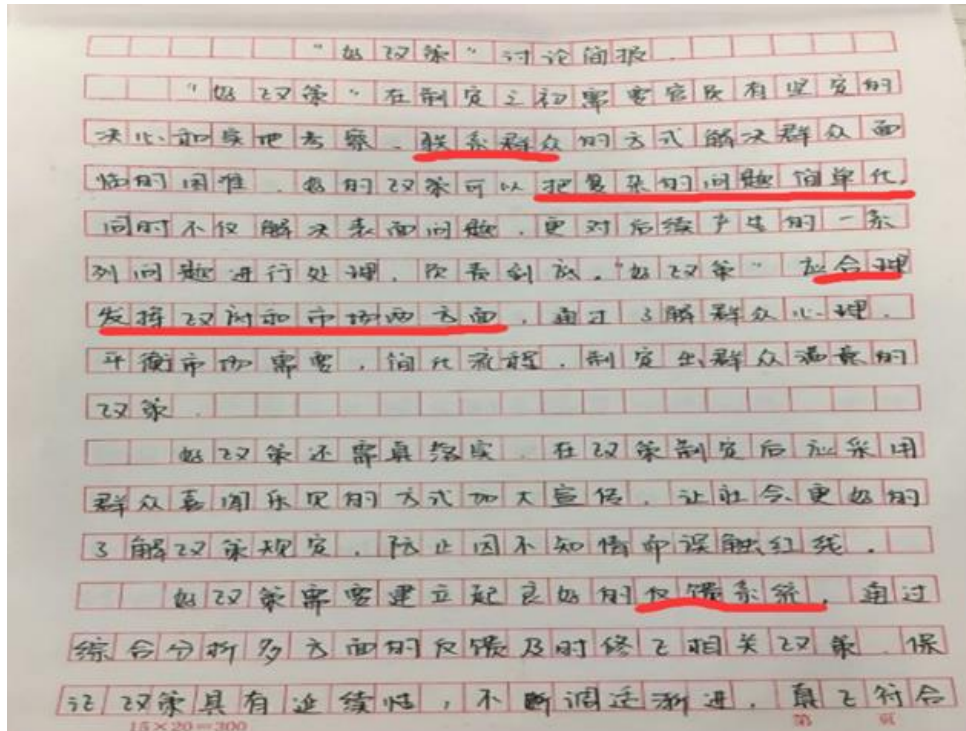 “好政策”讨论简报
“好政策”在制定之初需要官民有坚定的
决心和实地考察、联系群众的方式解决群众面
临的困难。好的政策可以把复杂的问题简单化，
同时不仅解决表面问题，更对后续产生的一系
列问题进行处理，负责到底。“好政策”应合理
发挥政府和市场两方面，通过了解群众心理，
平衡市场需要，简化流程，制定出群众满意的
政策。
好政策还需真落实。在政策制定后应采用
群众喜闻乐见的方式加大宣传，让社会更好的
了解政策规定，防止因不知情而误触红线。
好政策需要建立起良好的反馈系统，通过
综合分析多方面的反馈及时修正相关政策，保
证政策具有延续性，不断调适渐进，真正符合
15×20=300
第 页